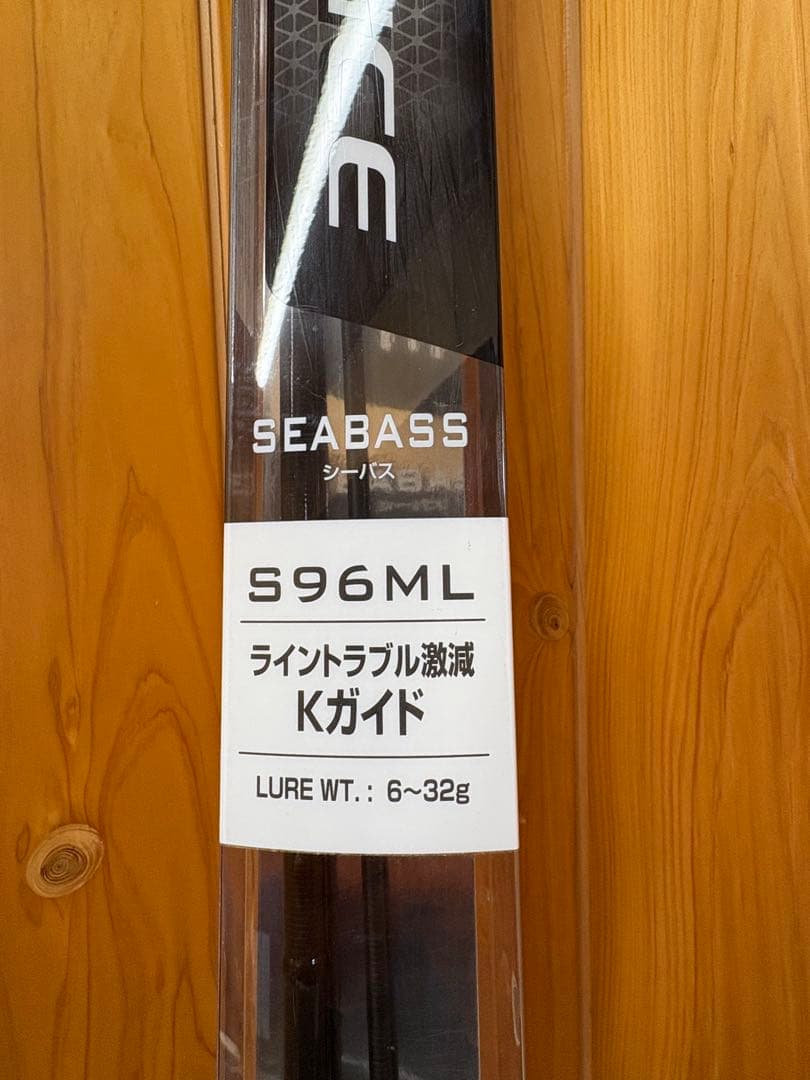 SEABASS
シーバス
S96ML
ライントラブル激減
Kガイド
LURE WT.: 6～32g